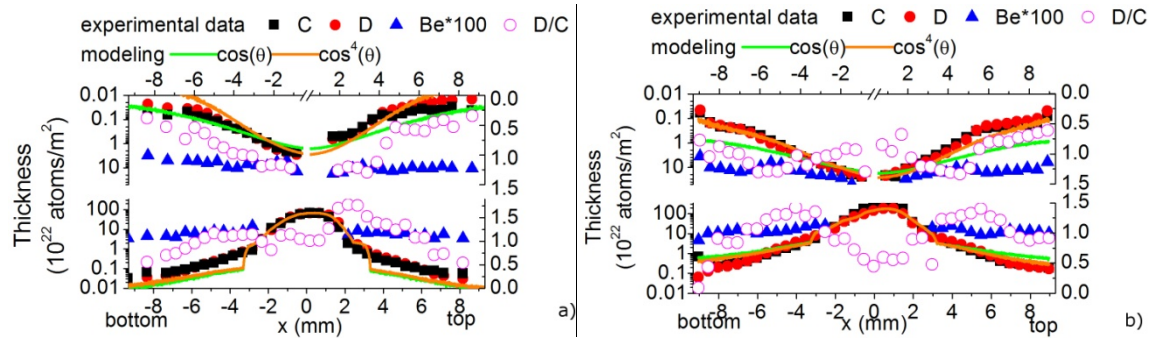 experimental data C D Be*100 D/C
modeling cos(θ) cos⁴(θ)
-8 -6 -4 -2 2 4 6 8
0.01 0.0
0.1 0.5
1 1.0
10 1.5
100 1.5
10 1.0
1 0.5
0.1
0.01 0.0
-8 -6 -4 -2 0 2 4 6 8
Thickness
(10²² atoms/m²)
bottom x (mm) top
a)
experimental data C D Be*100 D/C
modeling cos(θ) cos⁴(θ)
-8 -6 -4 -2 2 4 6 8
0.01 0.0
0.1 0.5
1 1.0
10 1.5
100 1.5
10 1.0
1 0.5
0.1
0.01 0.0
-8 -6 -4 -2 0 2 4 6 8
Thickness
(10²² atoms/m²)
bottom x (mm) top
b)